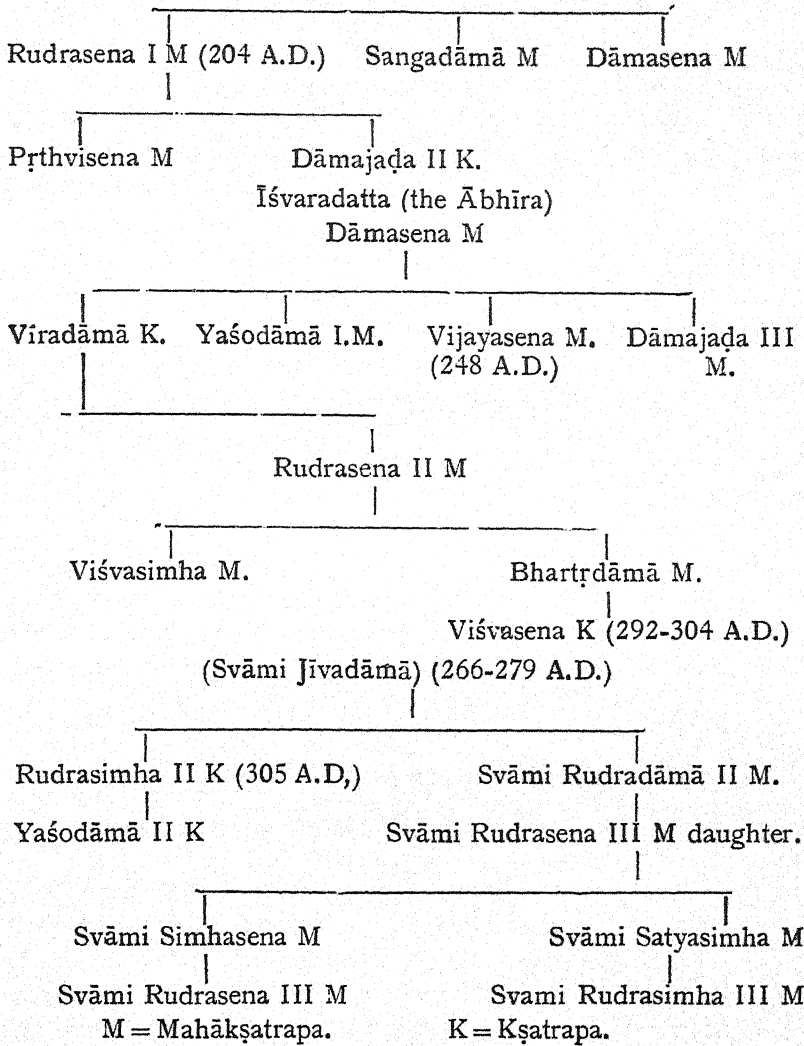 Rudrasena I M (204 A.D.) Sangadāmā M Dāmasena M
Pṛthvisena M Dāmajaḍa II K.
Īśvaradatta (the Ābhīra)
Dāmasena M
Víradāmā K. Yaśodāmā I.M. Vijayasena M. Dāmajaḍa III
(248 A.D.) M.
Rudrasena II M
Viśvasimha M. Bhartṛdāmā M.
Viśvasena K (292-304 A.D.)
(Svāmi Jīvadāmā) (266-279 A.D.)
Rudrasimha II K (305 A.D,) Svāmi Rudradāmā II M.
Yaśodāmā II K Svāmi Rudrasena III M daughter.
Svāmi Simhasena M Svāmi Satyasimha M
Svāmi Rudrasena III M Svami Rudrasimha III M
M = Mahākṣatrapa. K = Kṣatrapa.